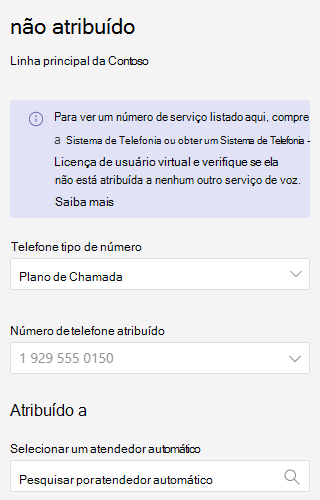 não atribuído
Linha principal da Contoso
Para ver um número de serviço listado aqui, compre
a Sistema de Telefonia ou obter um Sistema de Telefonia -
Licença de usuário virtual e verifique se ela
não está atribuída a nenhum outro serviço de voz.
Saiba mais
Telefone tipo de número
Plano de Chamada
Número de telefone atribuído
1 929 555 0150
Atribuído a
Selecionar um atendedor automático
Pesquisar por atendedor automático